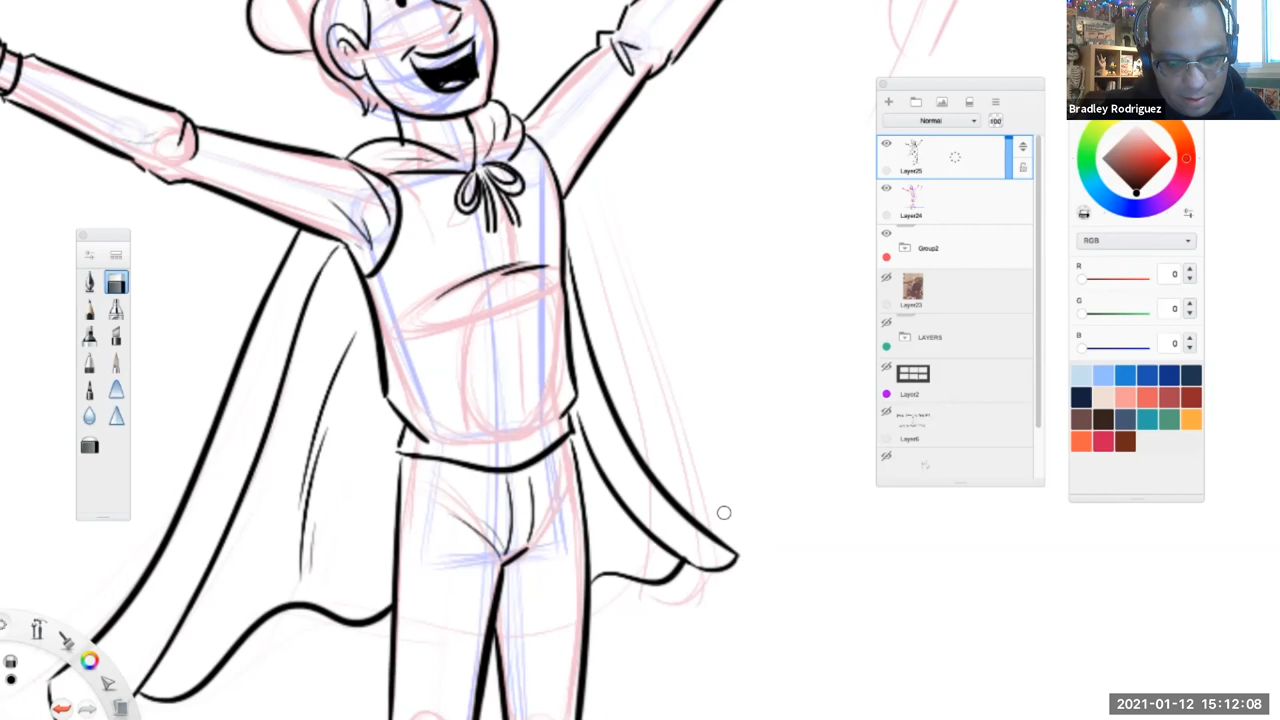 Bradley Rodriguez
Normal
100
Layer25
Layer24
Group2
Layer23
LAYERS
Layer2
Layer6
RGB
R
0
G
0
B
0
2021-01-12 15:12:08